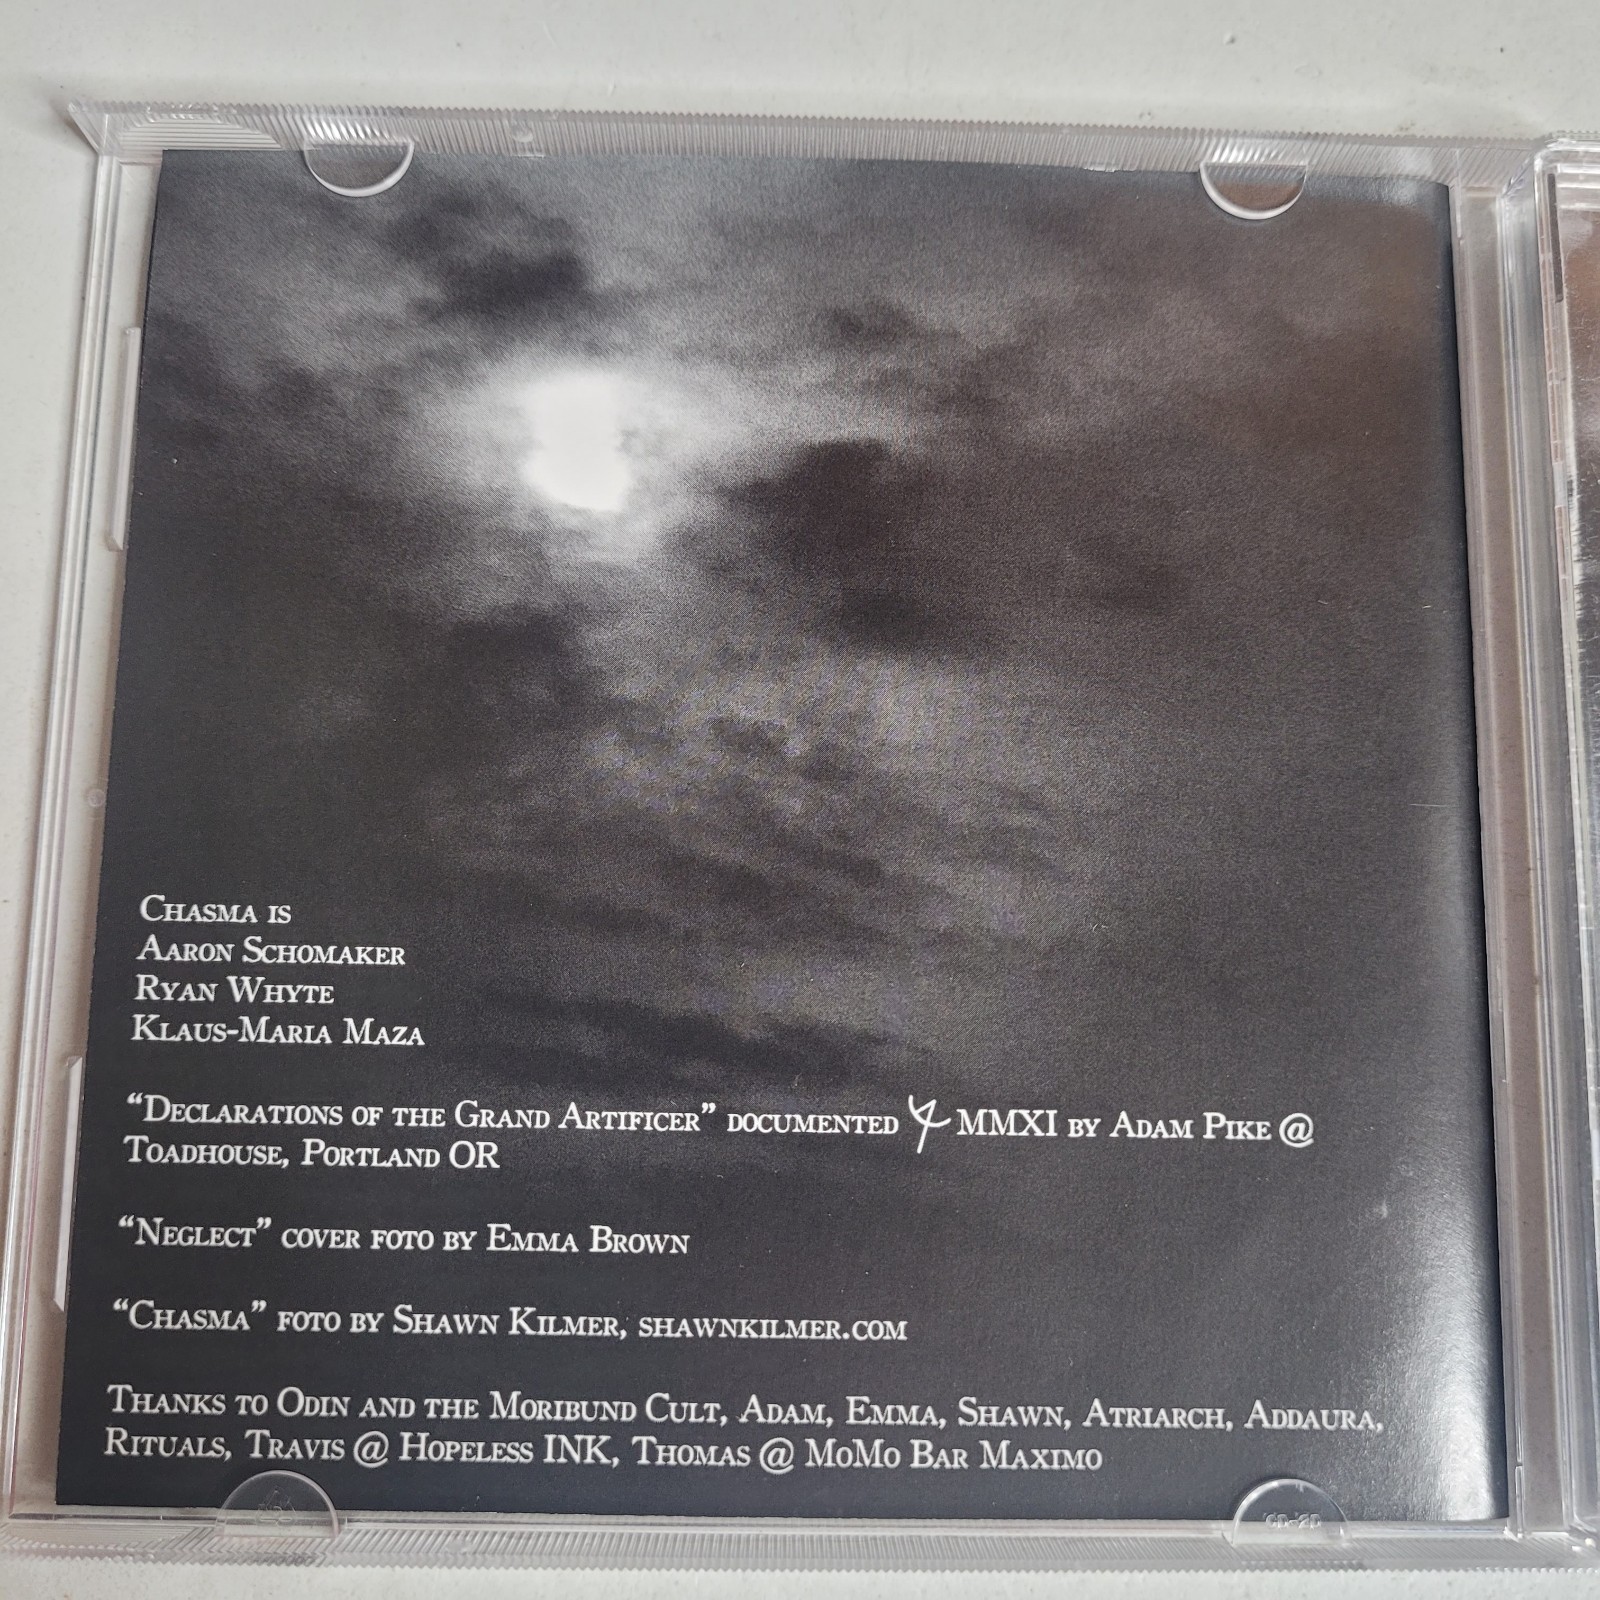 Chasma is
Aaron Schomaker
Ryan Whyte
Klaus-Maria Maza
“Declarations of the Grand Artificer” documented MMXI by Adam Pike @
Toadhouse, Portland OR
“Neglect” cover foto by Emma Brown
“Chasma” foto by Shawn Kilmer, shawnkilmer.com
Thanks to Odin and the Moribund Cult, Adam, Emma, Shawn, Atriarch, Addaura,
Rituals, Travis @ Hopeless INK, Thomas @ MoMo Bar Maximo
CD-2D